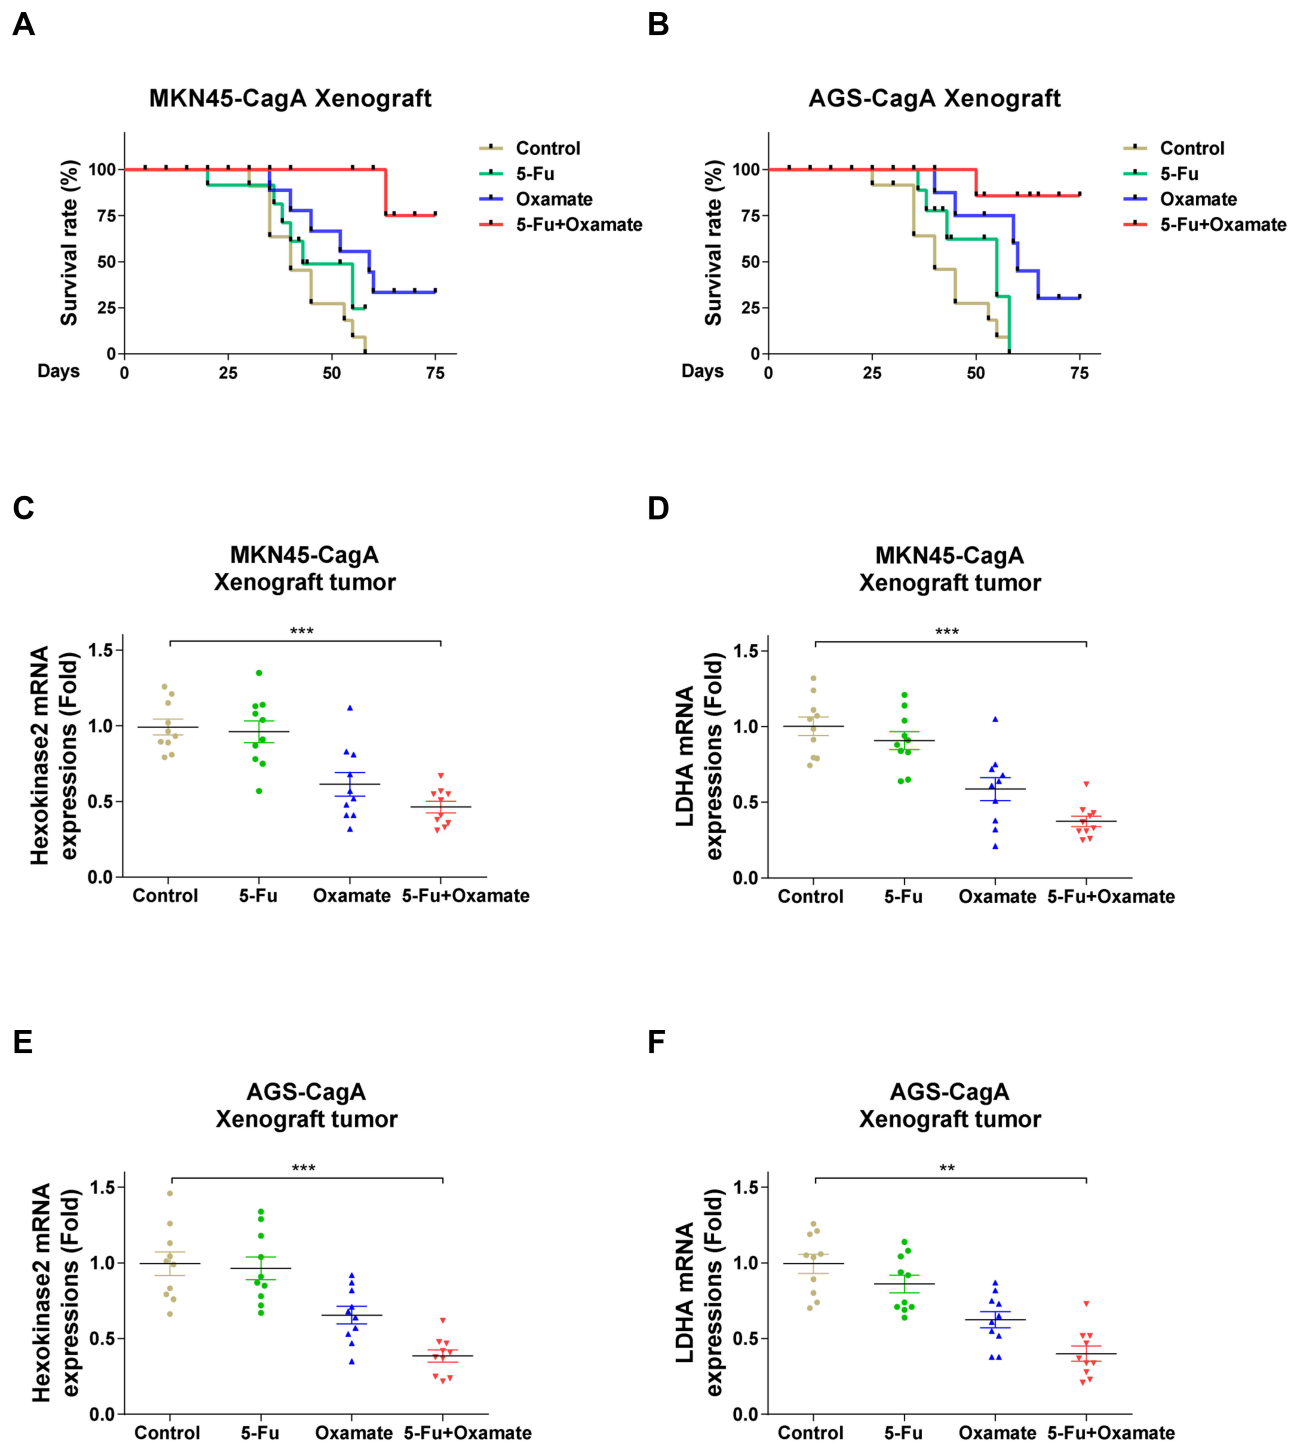 A
B
MKN45-CagA Xenograft
Survival rate (%)
100
75
50
25
0
Days
0
25
50
75
Control
5-Fu
Oxamate
5-Fu+Oxamate
AGS-CagA Xenograft
Survival rate (%)
100
75
50
25
0
Days
0
25
50
75
Control
5-Fu
Oxamate
5-Fu+Oxamate
C
D
MKN45-CagA
Xenograft tumor
***
Hexokinase2 mRNA
expressions (Fold)
1.5
1.0
0.5
0.0
Control
5-Fu
Oxamate
5-Fu+Oxamate
MKN45-CagA
Xenograft tumor
***
LDHA mRNA
expressions (Fold)
1.5
1.0
0.5
0.0
Control
5-Fu
Oxamate
5-Fu+Oxamate
E
F
AGS-CagA
Xenograft tumor
***
Hexokinase2 mRNA
expressions (Fold)
1.5
1.0
0.5
0.0
Control
5-Fu
Oxamate
5-Fu+Oxamate
AGS-CagA
Xenograft tumor
**
LDHA mRNA
expressions (Fold)
1.5
1.0
0.5
0.0
Control
5-Fu
Oxamate
5-Fu+Oxamate